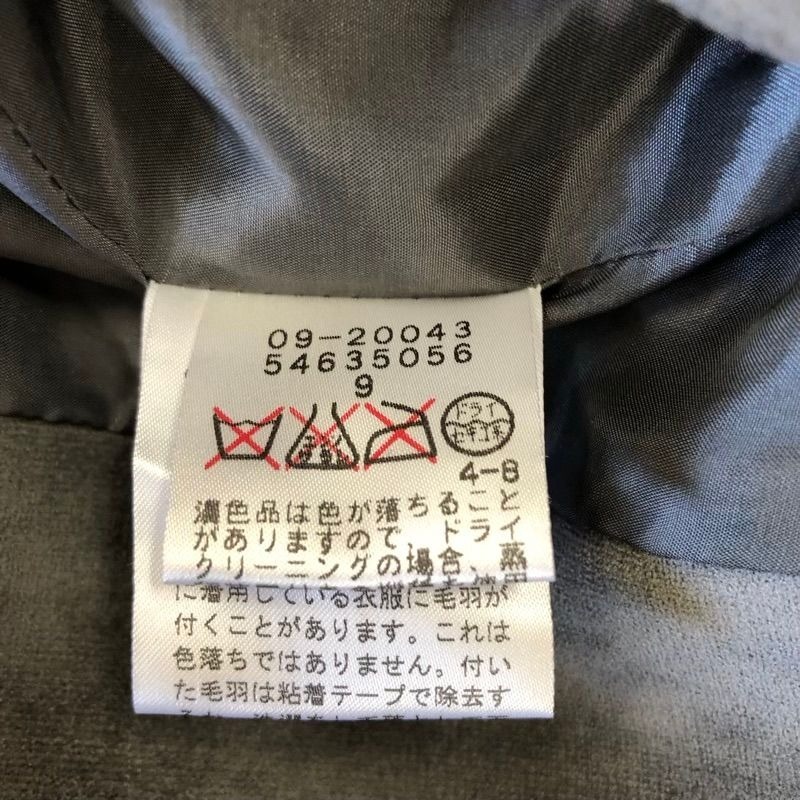 09-20043
54635056
9
ドライ
セキユ系
4-8
濃色品は色が落ちること
がありますのでドライ
クリーニングの場合、蒸
に着用している衣服に毛羽が
付くことがあります。これは
色落ちではありません。付い
た毛羽は粘着テープで除去す